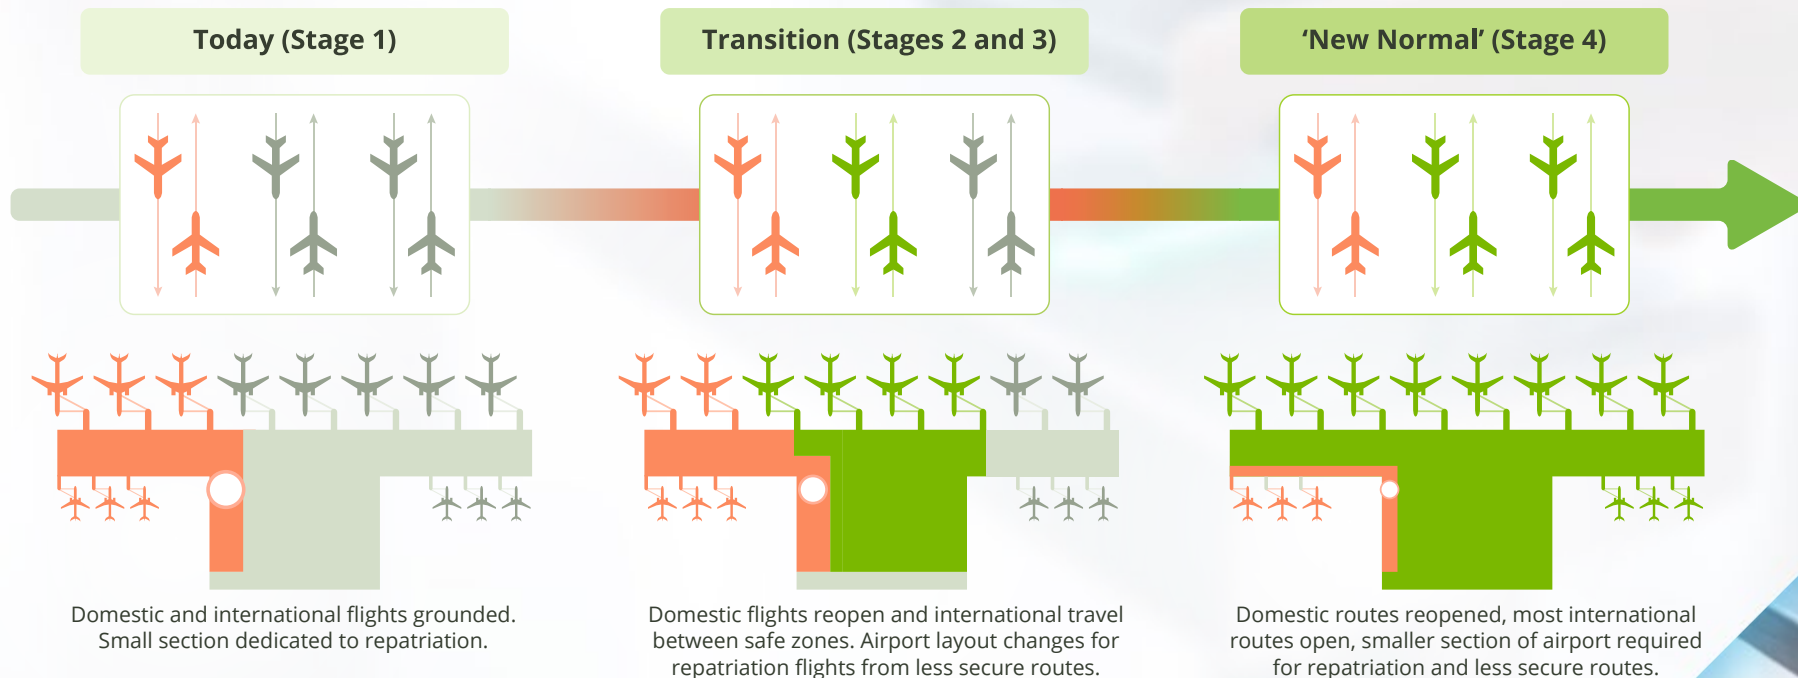 Today (Stage 1)
Transition (Stages 2 and 3)
‘New Normal’ (Stage 4)
Domestic and international flights grounded.
Small section dedicated to repatriation.
Domestic flights reopen and international travel
between safe zones. Airport layout changes for
repatriation flights from less secure routes.
Domestic routes reopened, most international
routes open, smaller section of airport required
for repatriation and less secure routes.